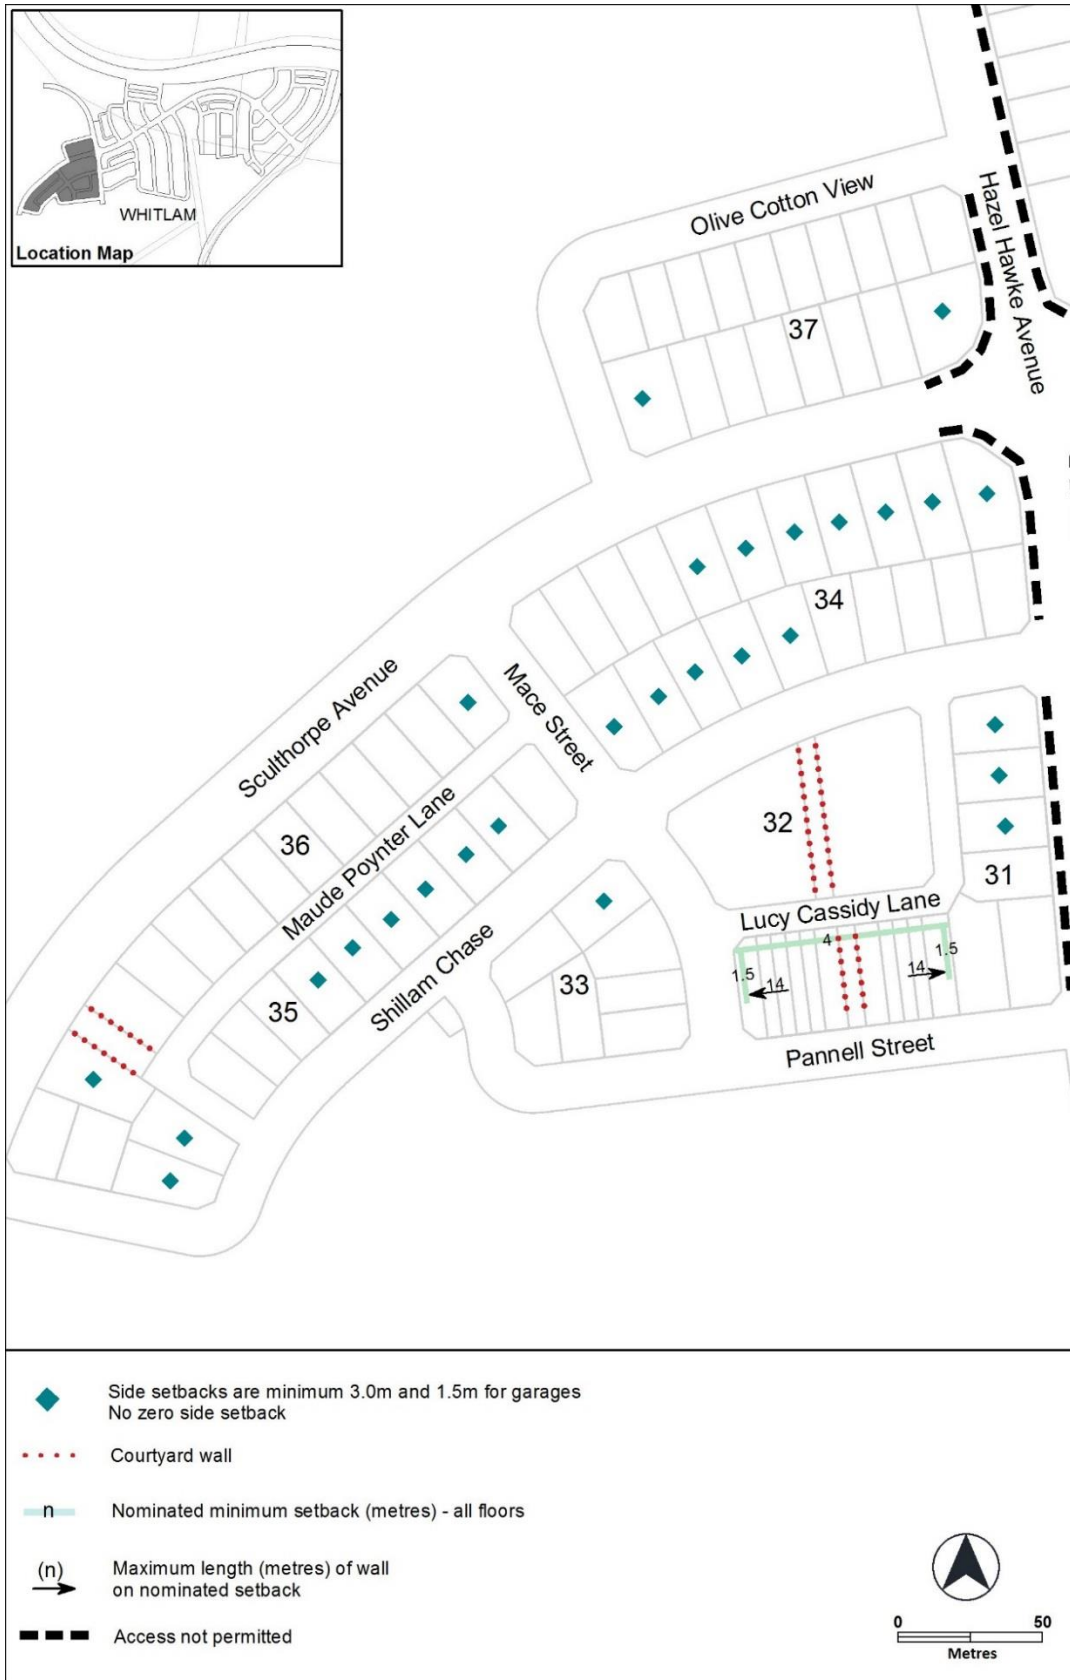 WHITLAM
Location Map
Olive Cotton View
Hazel Hawke Avenue
37
34
Mace Street
Sculthorpe Avenue
36
Maude Poynter Lane
32
31
Lucy Cassidy Lane
4
1.5
1.5
14
14
33
35
Shillam Chase
Pannell Street
Side setbacks are minimum 3.0m and 1.5m for garages
No zero side setback
Courtyard wall
n
Nominated minimum setback (metres) - all floors
(n)
Maximum length (metres) of wall
on nominated setback
Access not permitted
0 50
Metres